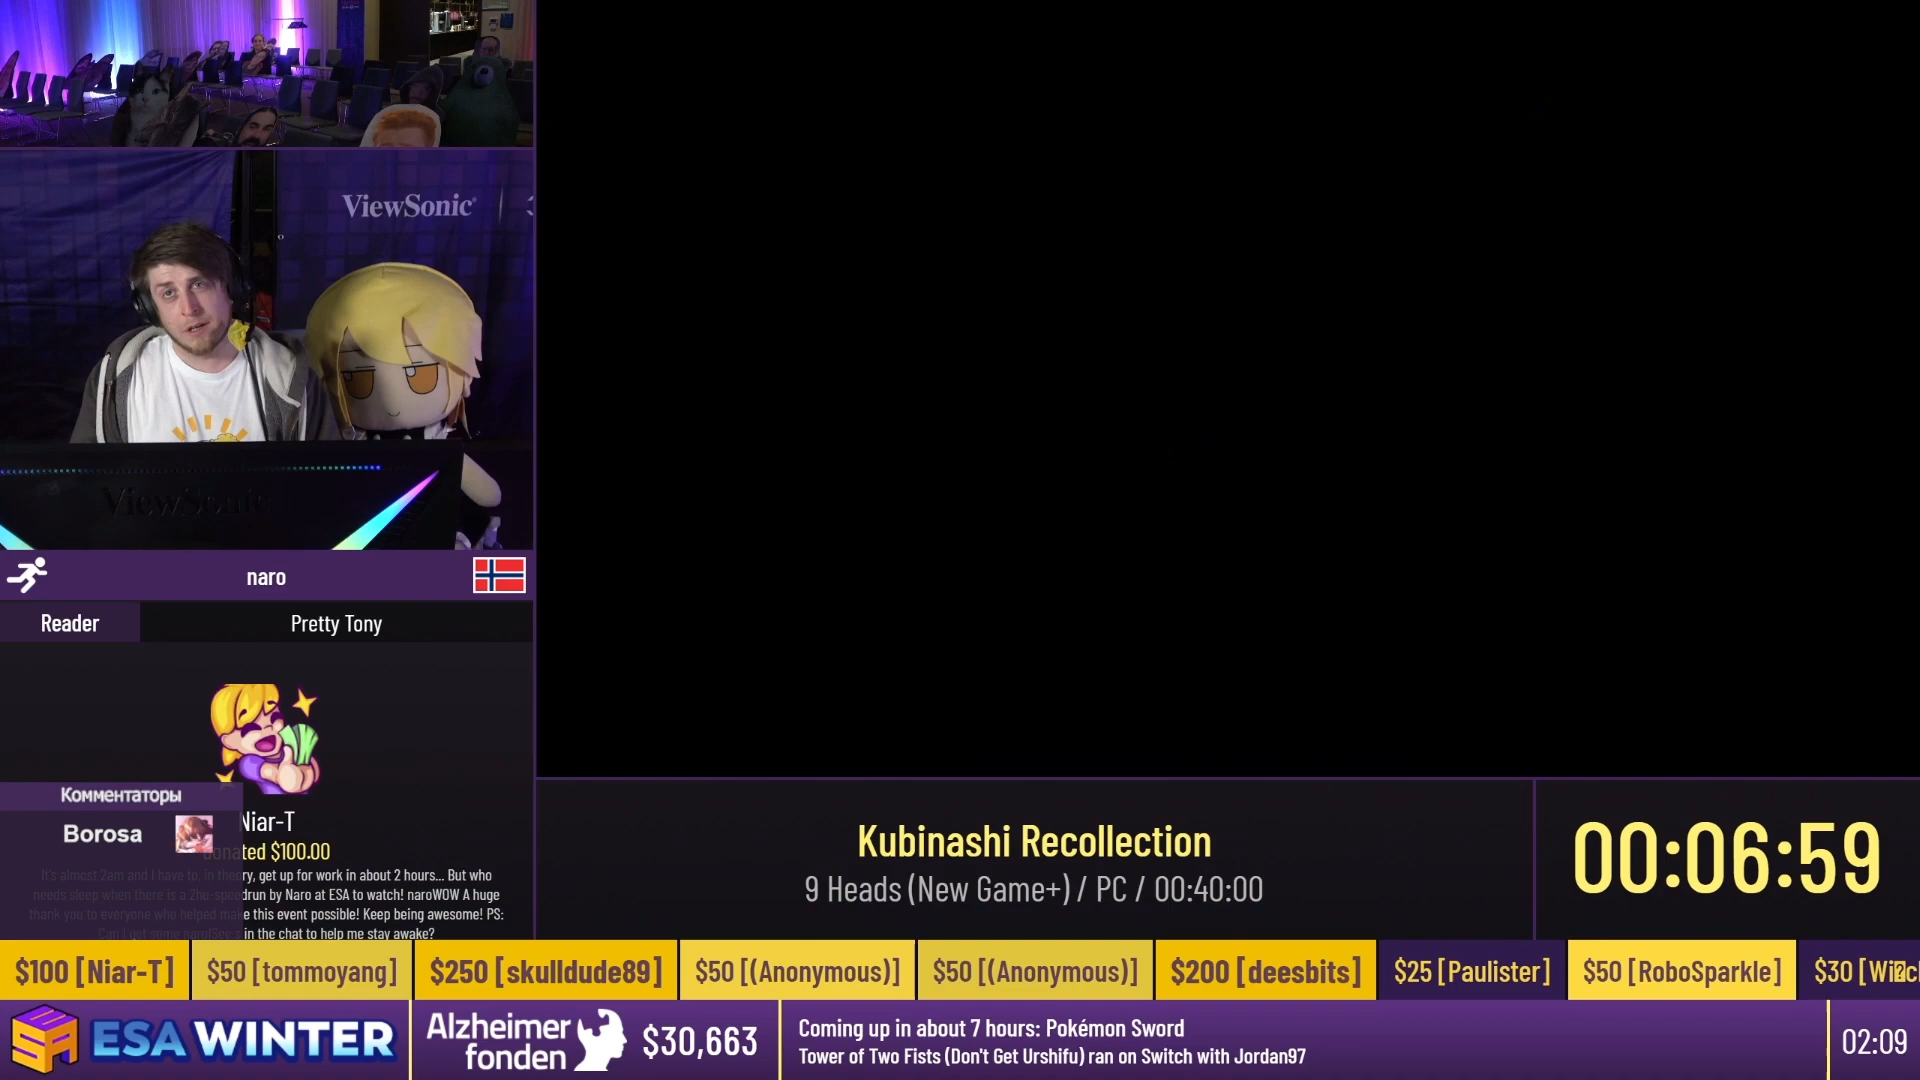 ViewSonic
ViewSonic
naro
Reader
Pretty Tony
Комментаторы
Borosa
Niar-T
donated $100.00
It's almost 2am and I have to, in theory, get up for work in about 2 hours... But who
needs sleep when there is a 2hu-speedrun by Naro at ESA to watch! naroWOW A huge
thank you to everyone who helped make this event possible! Keep being awesome! PS:
Can I get some in the chat to help me stay awake?
Kubinashi Recollection
9 Heads (New Game+) / PC / 00:40:00
00:06:59
$100 [Niar-T]
$50 [tommoyang]
$250 [skulldude89]
$50 [(Anonymous)]
$50 [(Anonymous)]
$200 [deesbits]
$25 [Paulister]
$50 [RoboSparkle]
$30
ESA WINTER
Alzheimer
fonden
$30,663
Coming up in about 7 hours: Pokémon Sword
Tower of Two Fists (Don't Get Urshifu) ran on Switch with Jordan97
02:09